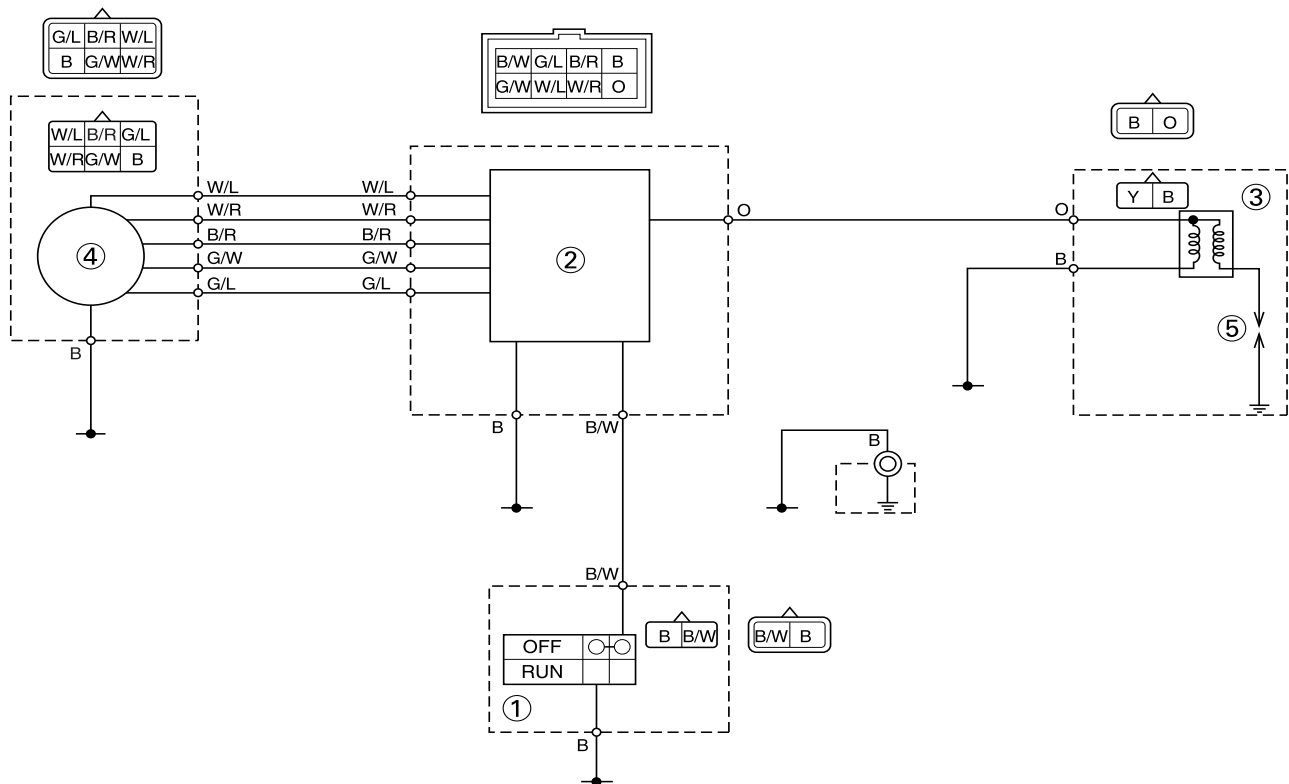 G/L B/R W/L
B G/W W/R
B/W G/L B/R B
G/W W/L W/R O
B O
W/L B/R G/L
W/R G/W B
Y B
③
W/L W/L
W/R W/R
O O
B/R B/R
④ ②
G/W G/W
B
G/L G/L
⑤
B
B B/W
B
B/W
B B/W
B/W B
OFF
RUN
①
B